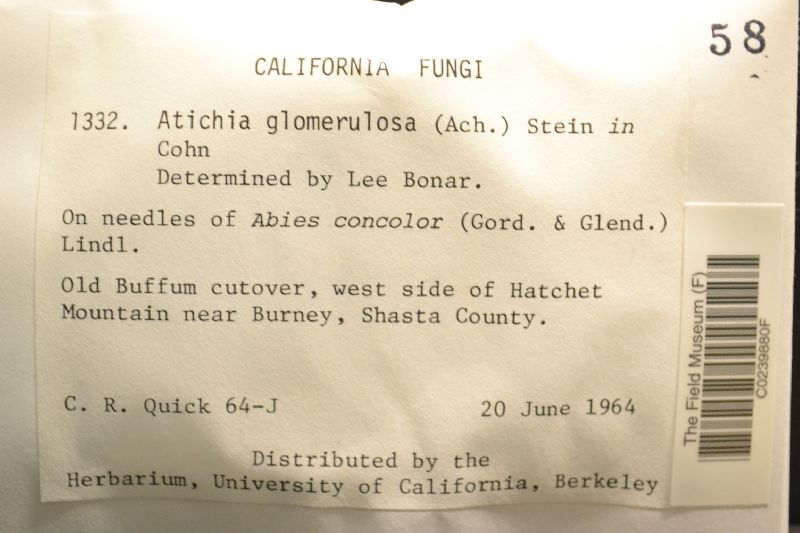 58
CALIFORNIA FUNGI
1332. Atichia glomerulosa (Ach.) Stein in
Cohn
Determined by Lee Bonar.
On needles of Abies concolor (Gord. & Glend.)
Lindl.
Old Buffum cutover, west side of Hatchet
Mountain near Burney, Shasta County.
C. R. Quick 64-J 20 June 1964
Distributed by the
Herbarium, University of California, Berkeley
The Field Museum (F)
C0239880F